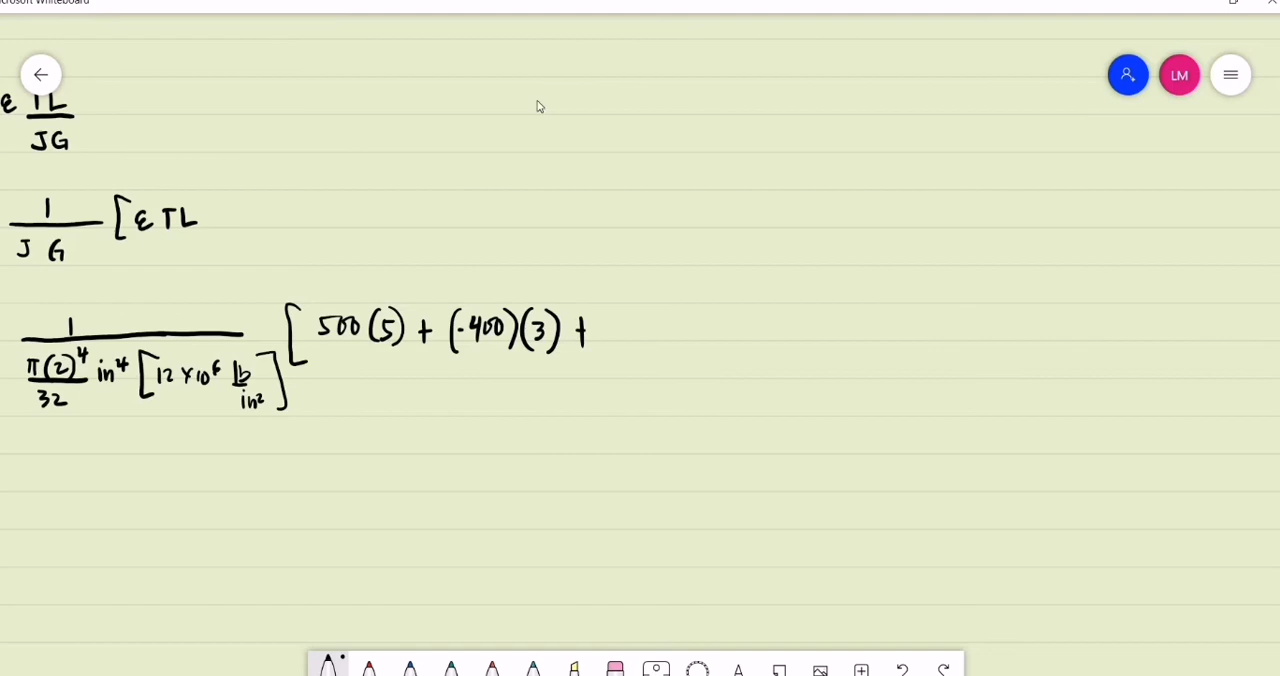 Microsoft Whiteboard
LM
Σ TL
JG
1
[Σ TL
J G
1
[ 500 (5) + (-400)(3) +
π(2)⁴ in⁴ [12 × 10⁶ lb
32
in² ]